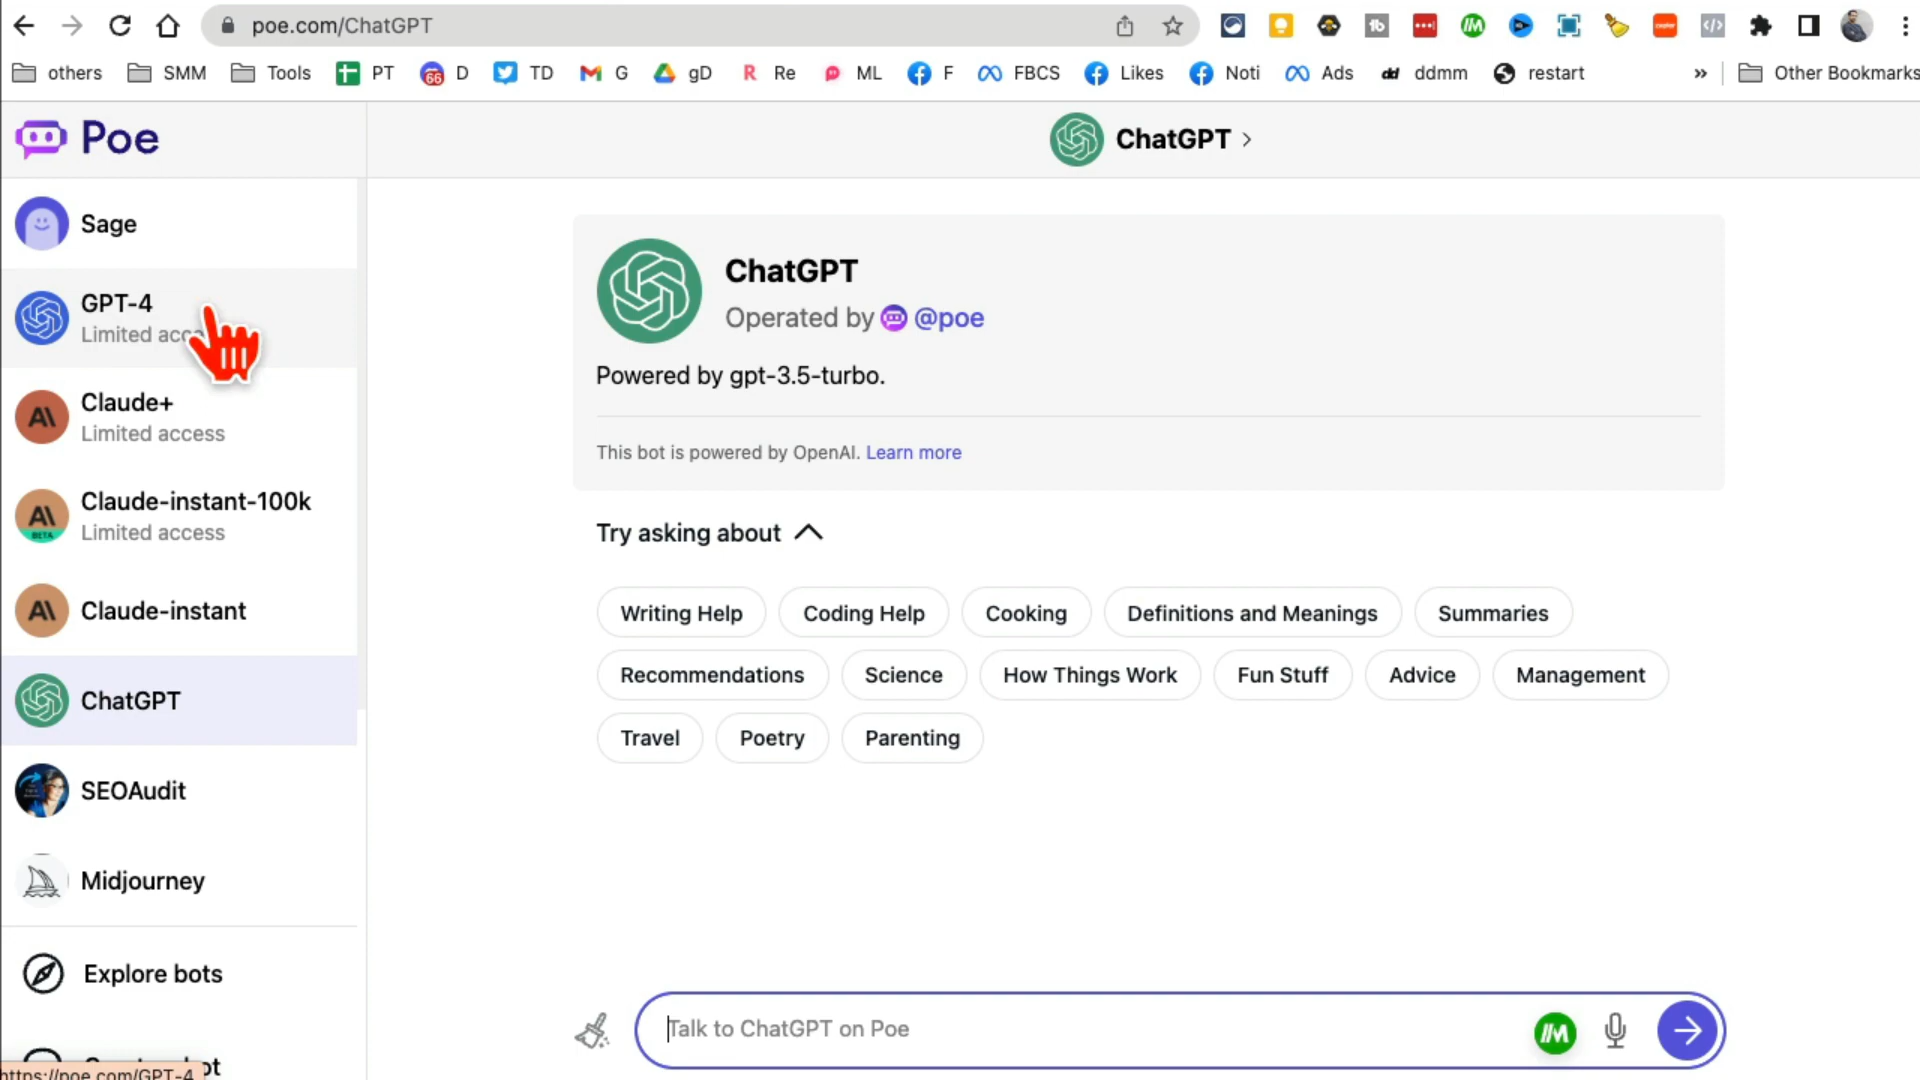 poe.com/ChatGPT
others SMM Tools PT 66 D TD G gD Re ML F FBCS Likes Noti Ads ddmm restart » Other Bookmarks
Poe
ChatGPT
Sage
GPT-4
Limited acc
Claude+
Limited access
Claude-instant-100k
Limited access
BETA
Claude-instant
ChatGPT
SEOAudit
Midjourney
Explore bots
https://poe.com/GPT-4
ChatGPT
Operated by @poe
Powered by gpt-3.5-turbo.
This bot is powered by OpenAI. Learn more
Try asking about
Writing Help Coding Help Cooking Definitions and Meanings Summaries
Recommendations Science How Things Work Fun Stuff Advice Management
Travel Poetry Parenting
Talk to ChatGPT on Poe